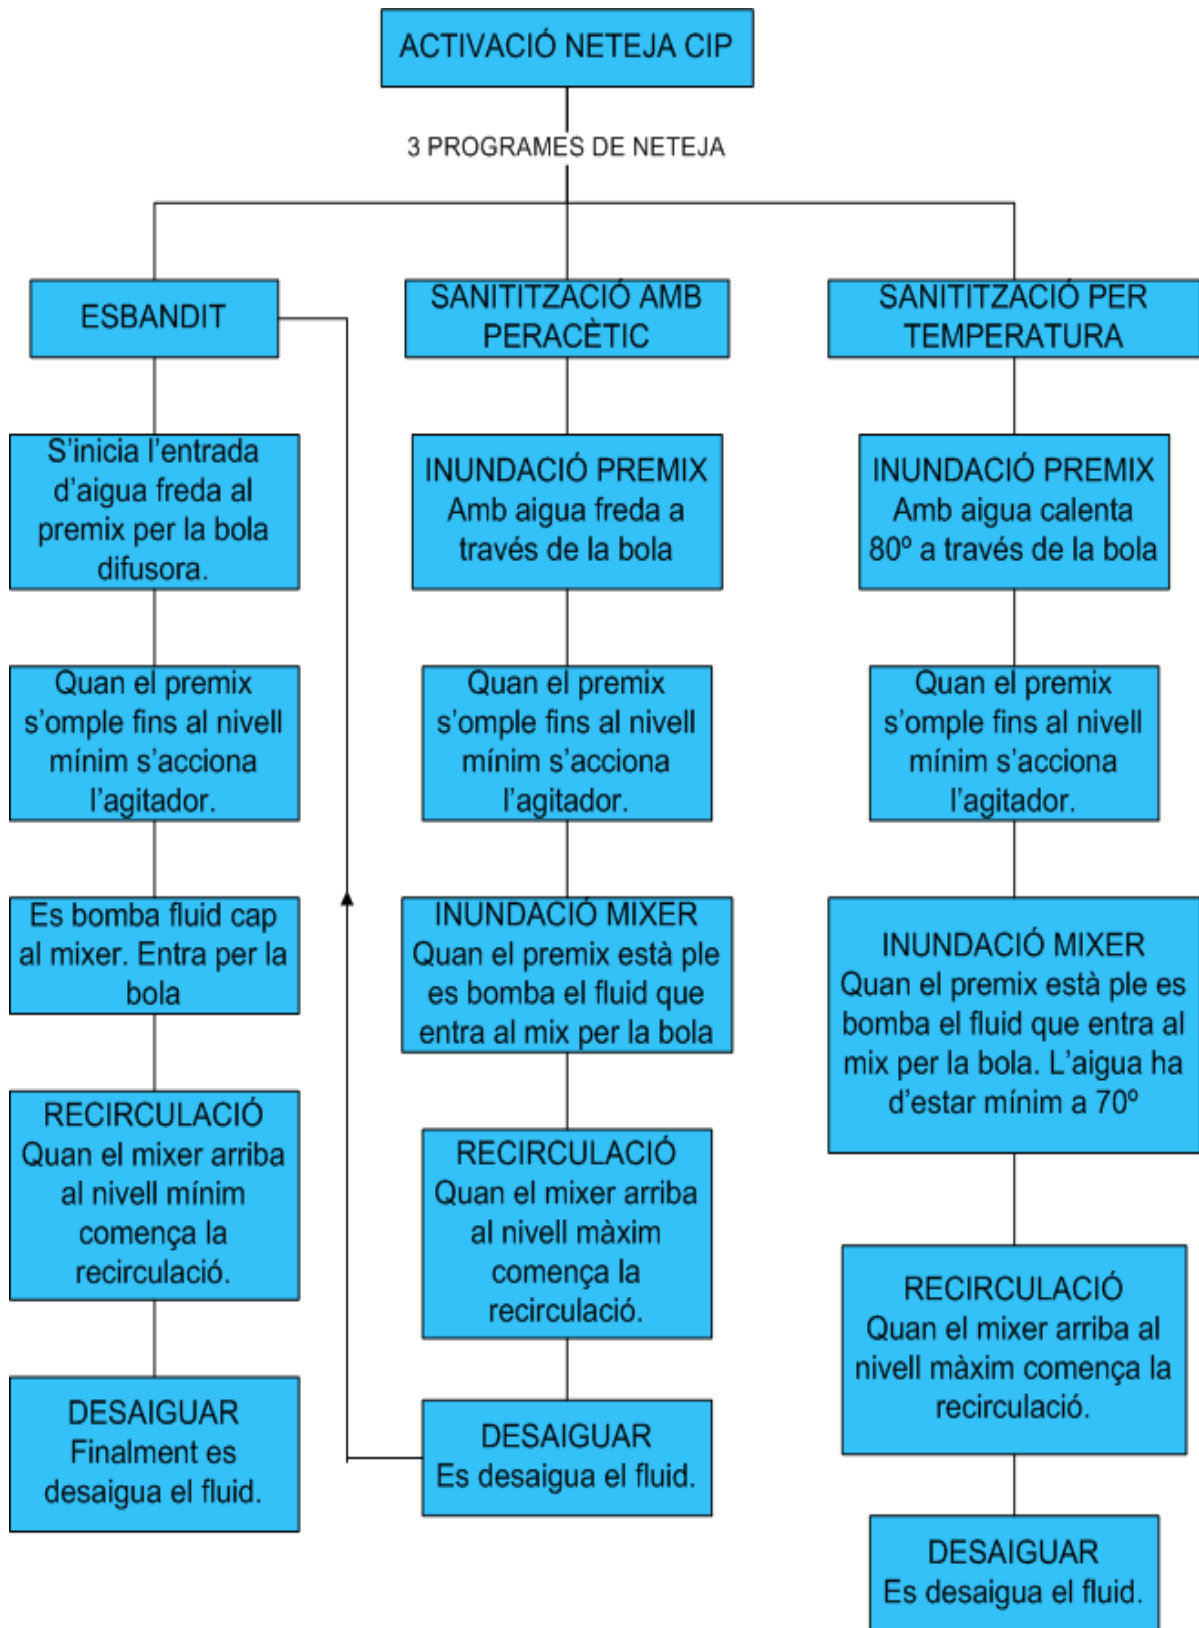 ACTIVACIÓ NETEJA CIP
3 PROGRAMES DE NETEJA
ESBANDIT
S'inicia l'entrada
d'aigua freda al
premix per la bola
difusora.
Quan el premix
s'omple fins al nivell
mínim s'acciona
l'agitador.
Es bomba fluid cap
al mixer. Entra per la
bola
RECIRCULACIÓ
Quan el mixer arriba
al nivell mínim
comença la
recirculació.
DESAIGUAR
Finalment es
desaigua el fluid.
SANITITZACIÓ AMB
PERACÈTIC
INUNDACIÓ PREMIX
Amb aigua freda a
través de la bola
Quan el premix
s'omple fins al nivell
mínim s'acciona
l'agitador.
INUNDACIÓ MIXER
Quan el premix està ple
es bomba el fluid que
entra al mix per la bola
RECIRCULACIÓ
Quan el mixer arriba
al nivell màxim
comença la
recirculació.
DESAIGUAR
Es desaigua el fluid.
SANITITZACIÓ PER
TEMPERATURA
INUNDACIÓ PREMIX
Amb aigua calenta
80º a través de la bola
Quan el premix
s'omple fins al nivell
mínim s'acciona
l'agitador.
INUNDACIÓ MIXER
Quan el premix està ple es
bomba el fluid que entra al
mix per la bola. L'aigua ha
d'estar mínim a 70º
RECIRCULACIÓ
Quan el mixer arriba al
nivell màxim comença la
recirculació.
DESAIGUAR
Es desaigua el fluid.